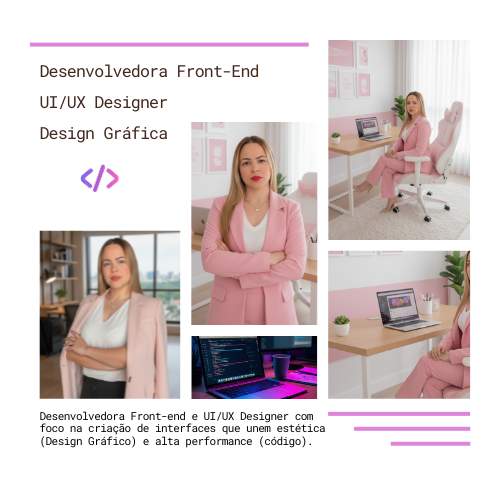 Desenvolvedora Front-End
UI/UX Designer
Design Gráfica
</>
Desenvolvedora Front-end e UI/UX Designer com
foco na criação de interfaces que unem estética
(Design Gráfico) e alta performance (código).